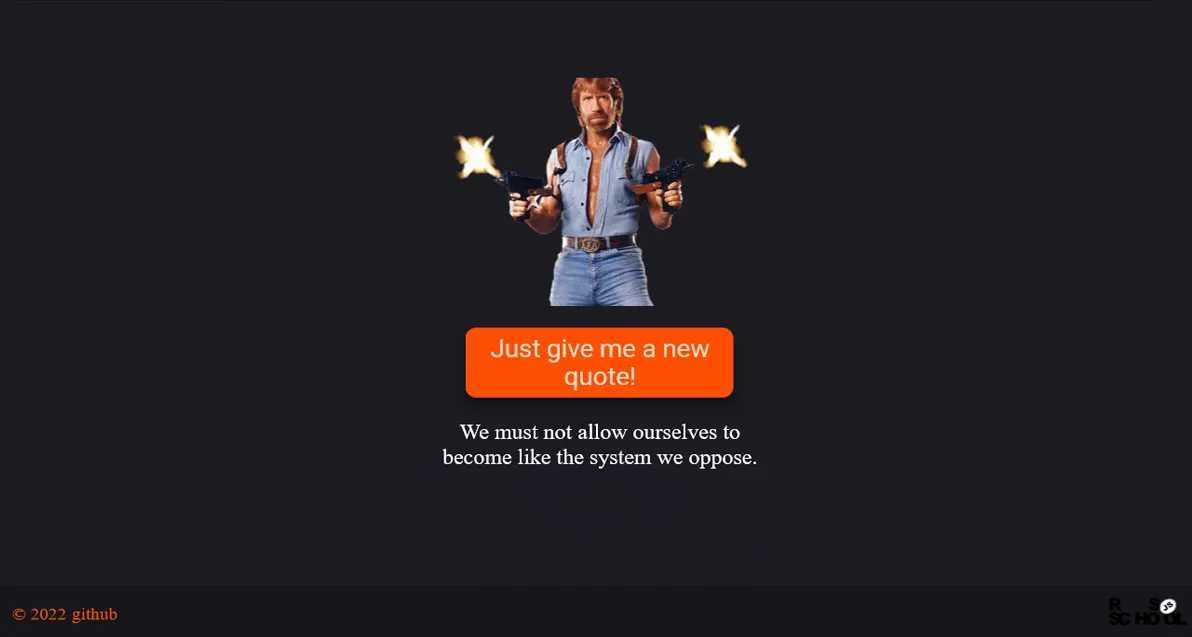 Just give me a new
quote!
We must not allow ourselves to
become like the system we oppose.
© 2022 github
R S
SCHOOL
JS